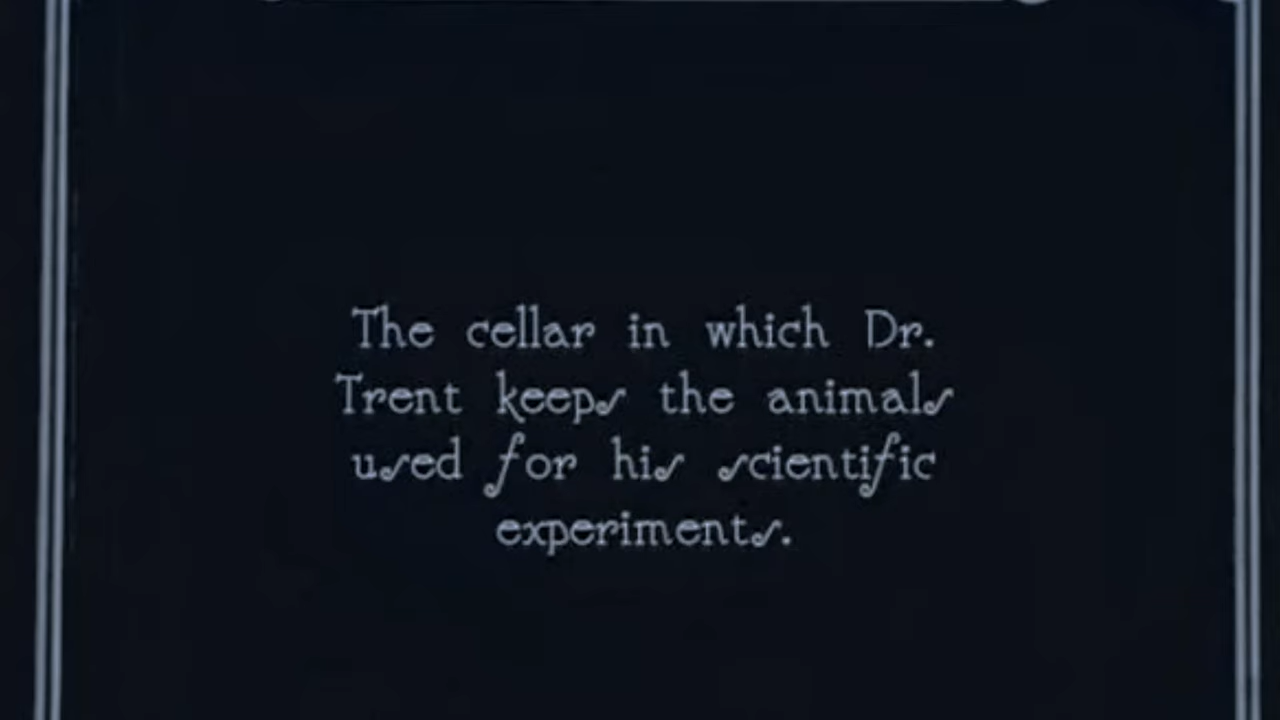 The cellar in which Dr.
Trent keeps the animals
used for his scientific
experiments.